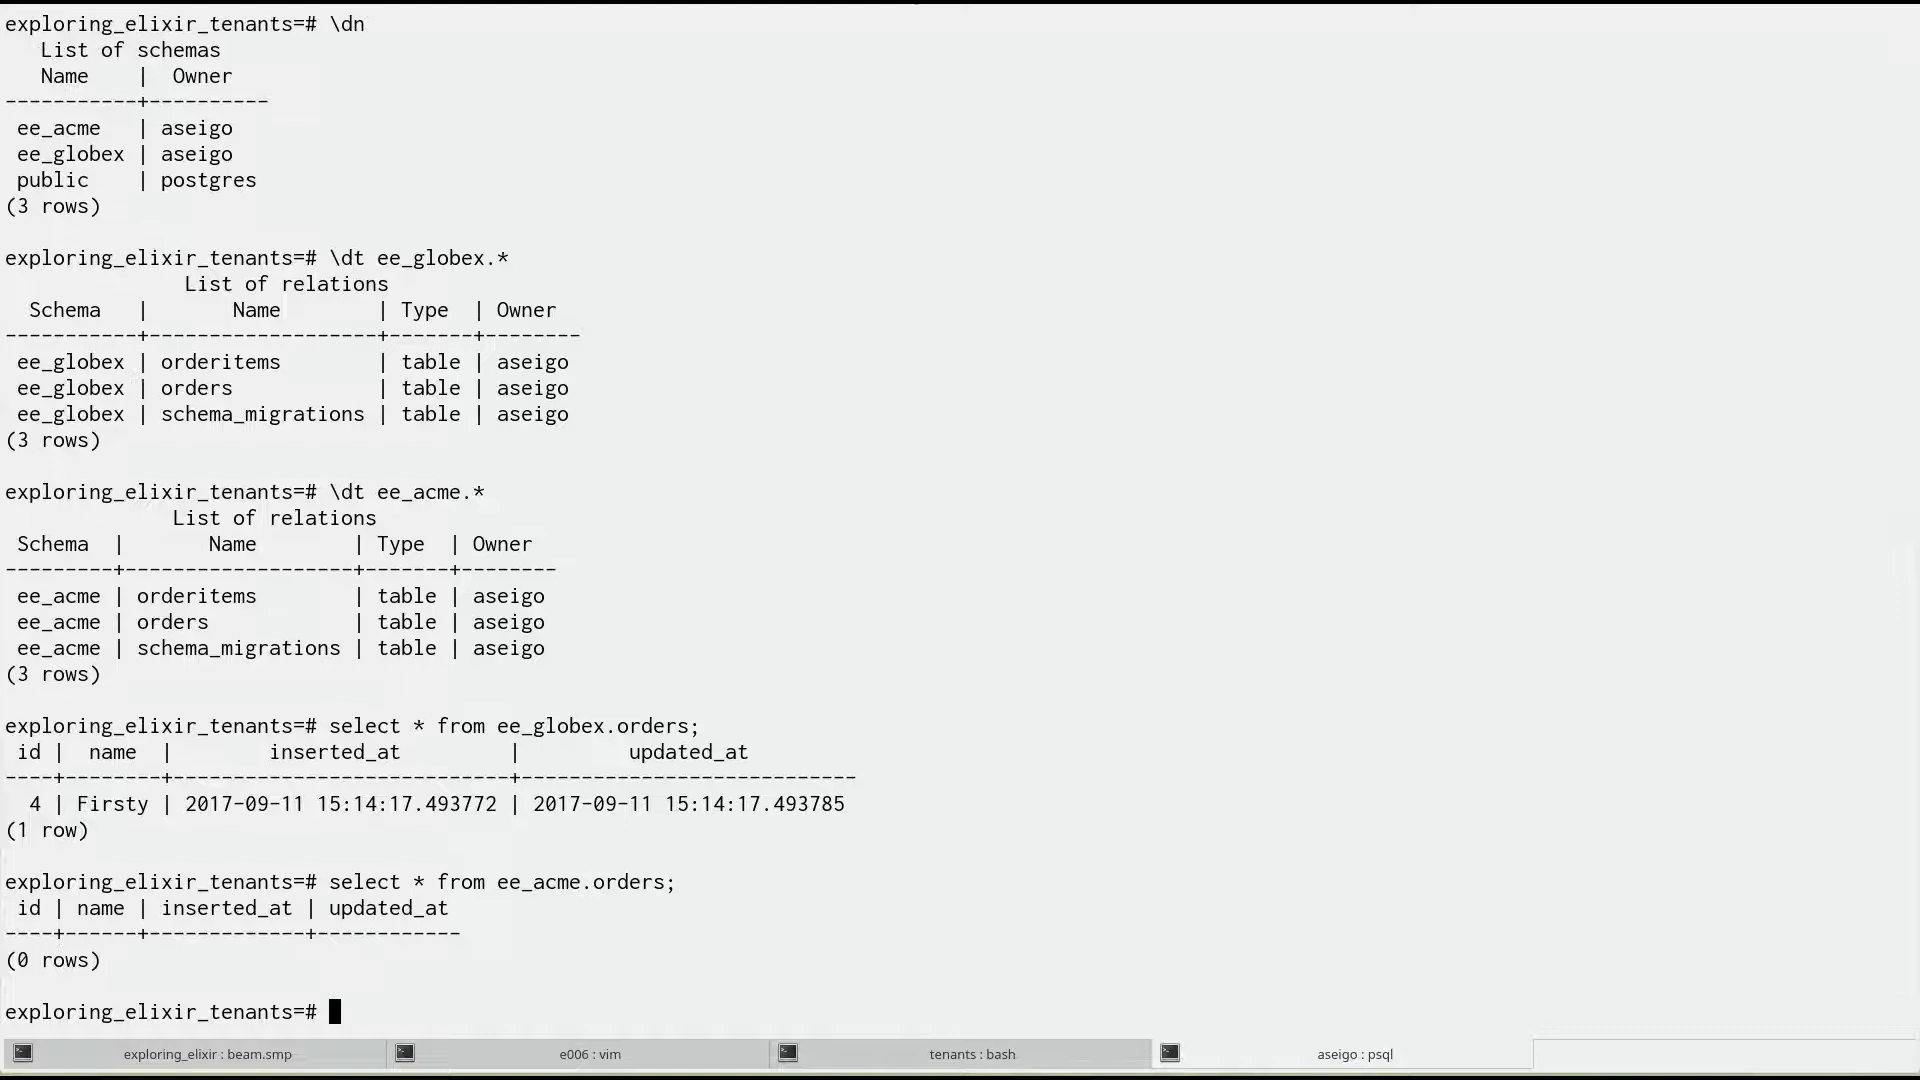 exploring_elixir_tenants=# \dn
List of schemas
Name | Owner
-----------+----------
ee_acme | aseigo
ee_globex | aseigo
public | postgres
(3 rows)
exploring_elixir_tenants=# \dt ee_globex.*
List of relations
Schema | Name | Type | Owner
-----------+-------------------+-------+--------
ee_globex | orderitems | table | aseigo
ee_globex | orders | table | aseigo
ee_globex | schema_migrations | table | aseigo
(3 rows)
exploring_elixir_tenants=# \dt ee_acme.*
List of relations
Schema | Name | Type | Owner
---------+-------------------+-------+--------
ee_acme | orderitems | table | aseigo
ee_acme | orders | table | aseigo
ee_acme | schema_migrations | table | aseigo
(3 rows)
exploring_elixir_tenants=# select * from ee_globex.orders;
id | name | inserted_at | updated_at
----+--------+----------------------------+----------------------------
4 | Firsty | 2017-09-11 15:14:17.493772 | 2017-09-11 15:14:17.493785
(1 row)
exploring_elixir_tenants=# select * from ee_acme.orders;
id | name | inserted_at | updated_at
----+------+-------------+------------
(0 rows)
exploring_elixir_tenants=#
exploring_elixir : beam.smp
e006 : vim
tenants : bash
aseigo : psql